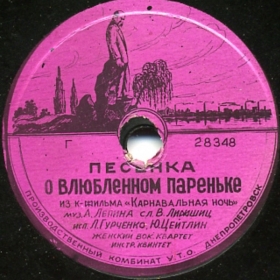 Г 28348
ПЕСЕНКА
О ВЛЮБЛЕННОМ ПАРЕНЬКЕ
ИЗ К-ФИЛЬМА «КАРНАВАЛЬНАЯ НОЧЬ»
муз. А. ЛЕПИНА сл. В. ЛИФШИЦ
исп. Л. ГУРЧЕНКО, Ю. ЦЕЙТЛИН
ЖЕНСКИЙ ВОК. КВАРТЕТ
ИНСТР. КВИНТЕТ
ПРОИЗВОДСТВЕННЫЙ КОМБИНАТ У.Т.О. ДНЕПРОПЕТРОВСК